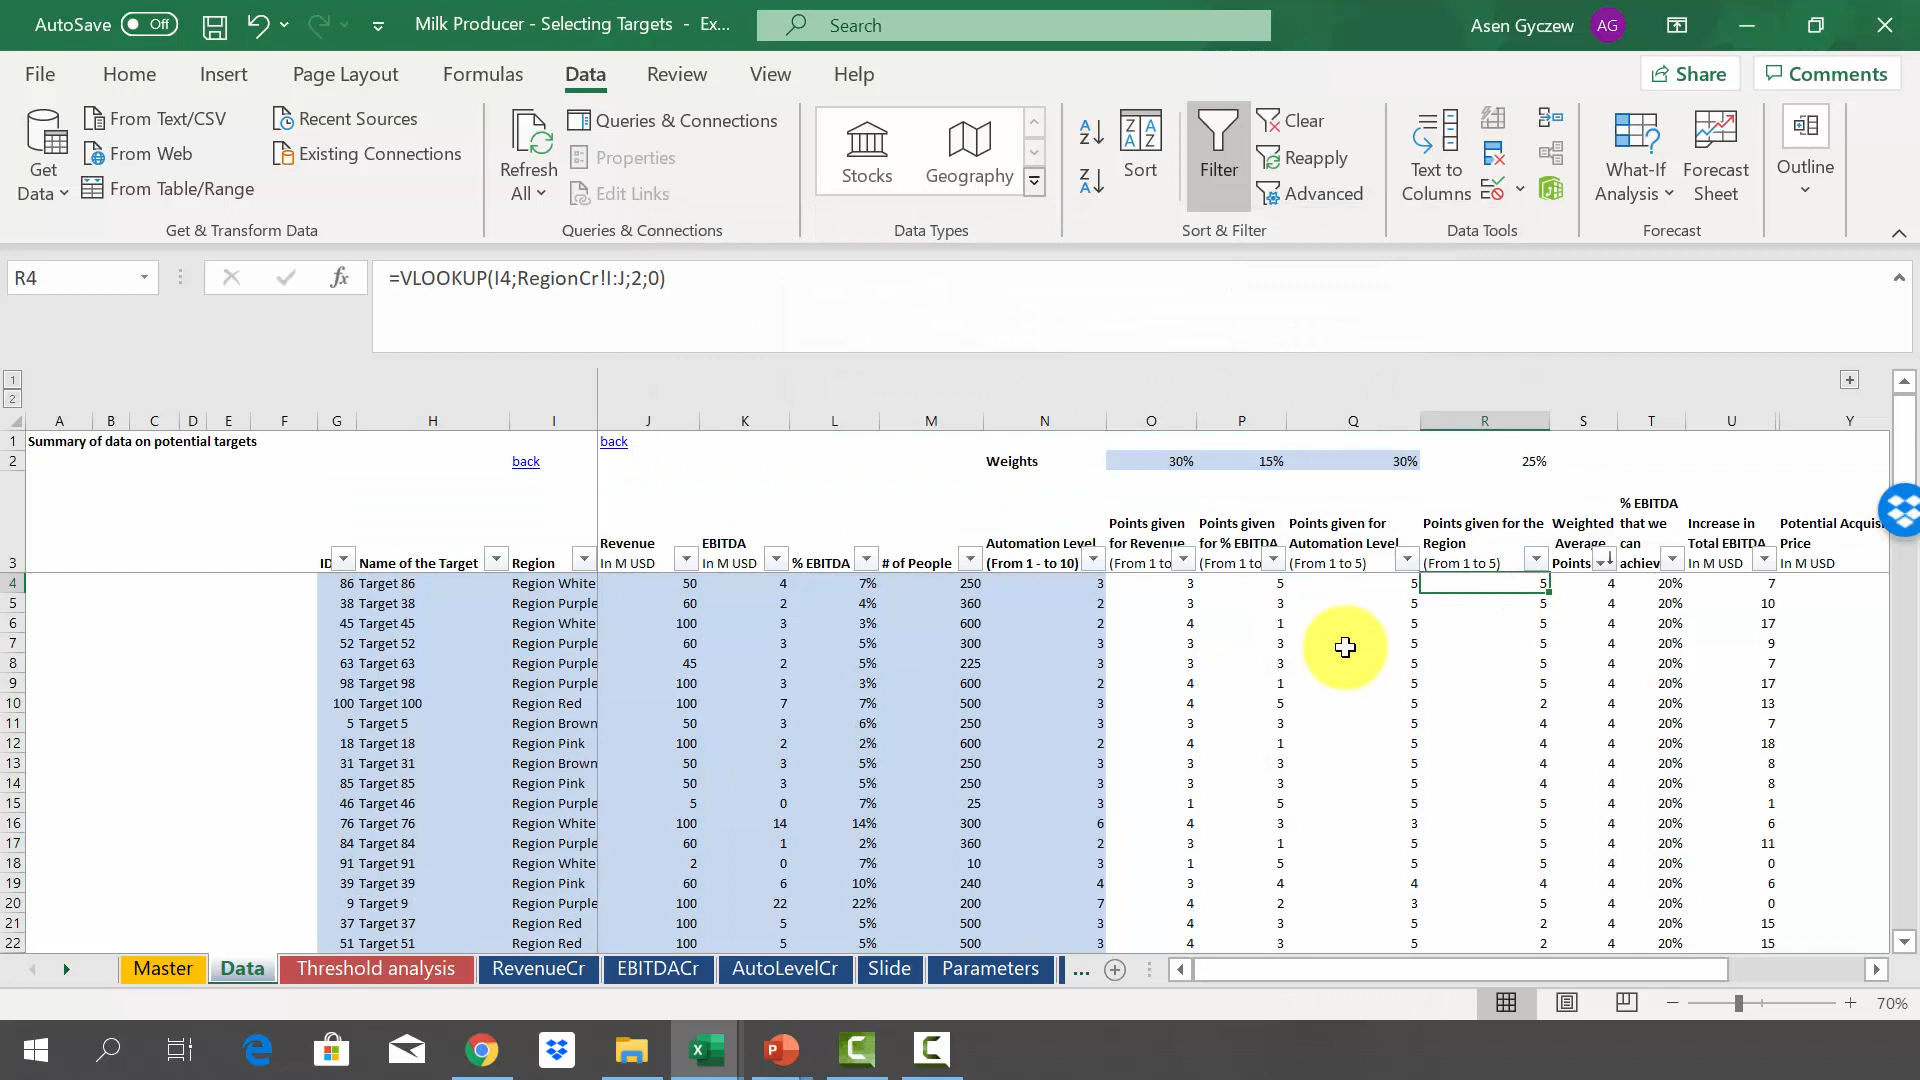 AutoSave Off Milk Producer - Selecting Targets - Ex... Search Asen Gyczew AG
File Home Insert Page Layout Formulas Data Review View Help Share Comments
Get Data From Text/CSV From Web From Table/Range Recent Sources Existing Connections
Refresh All Queries & Connections Properties Edit Links
Stocks Geography
Sort Filter Clear Reapply Advanced
Text to Columns What-If Analysis Forecast Sheet Outline
Get & Transform Data Queries & Connections Data Types Sort & Filter Data Tools Forecast
R4 fx =VLOOKUP(I4;RegionCr!I:J;2;0)
1
2
A B C D E F G H I J K L M N O P Q R S T U Y
1 Summary of data on potential targets back
2 back Weights 30% 15% 30% 25%
3 ID Name of the Target Region Revenue In M USD EBITDA In M USD % EBITDA # of People Automation Level (From 1 - to 10) Points given for Revenue (From 1 to Points given for % EBITDA (From 1 to Points given for Automation Level (From 1 to 5) Points given for the Region (From 1 to 5) Weighted Average Points % EBITDA that we can achiev Increase in Total EBITDA In M USD Potential Acquis Price In M USD
4 86 Target 86 Region White 50 4 7% 250 3 3 5 5 5 4 20% 7
5 38 Target 38 Region Purple 60 2 4% 360 2 3 3 5 5 4 20% 10
6 45 Target 45 Region White 100 3 3% 600 2 4 1 5 5 4 20% 17
7 52 Target 52 Region Purple 60 3 5% 300 3 3 3 5 5 4 20% 9
8 63 Target 63 Region Purple 45 2 5% 225 3 3 3 5 5 4 20% 7
9 98 Target 98 Region Purple 100 3 3% 600 2 4 1 5 5 4 20% 17
10 100 Target 100 Region Red 100 7 7% 500 3 4 5 5 2 4 20% 13
11 5 Target 5 Region Brown 50 3 6% 250 3 3 3 5 4 4 20% 7
12 18 Target 18 Region Pink 100 2 2% 600 2 4 1 5 4 4 20% 18
13 31 Target 31 Region Brown 50 3 5% 250 3 3 3 5 4 4 20% 8
14 85 Target 85 Region Pink 50 3 5% 250 3 3 3 5 4 4 20% 8
15 46 Target 46 Region Purple 5 0 7% 25 3 1 5 5 5 4 20% 1
16 76 Target 76 Region White 100 14 14% 300 6 4 3 3 5 4 20% 6
17 84 Target 84 Region Purple 60 1 2% 360 2 3 1 5 5 4 20% 11
18 91 Target 91 Region White 2 0 7% 10 3 1 5 5 5 4 20% 0
19 39 Target 39 Region Pink 60 6 10% 240 4 3 4 4 4 4 20% 6
20 9 Target 9 Region Purple 100 22 22% 200 7 4 2 3 5 4 20% 0
21 37 Target 37 Region Red 100 5 5% 500 3 4 3 5 2 4 20% 15
22 51 Target 51 Region Red 100 5 5% 500 3 4 3 5 2 4 20% 15
Master Data Threshold analysis RevenueCr EBITDACr AutoLevelCr Slide Parameters ...
70%